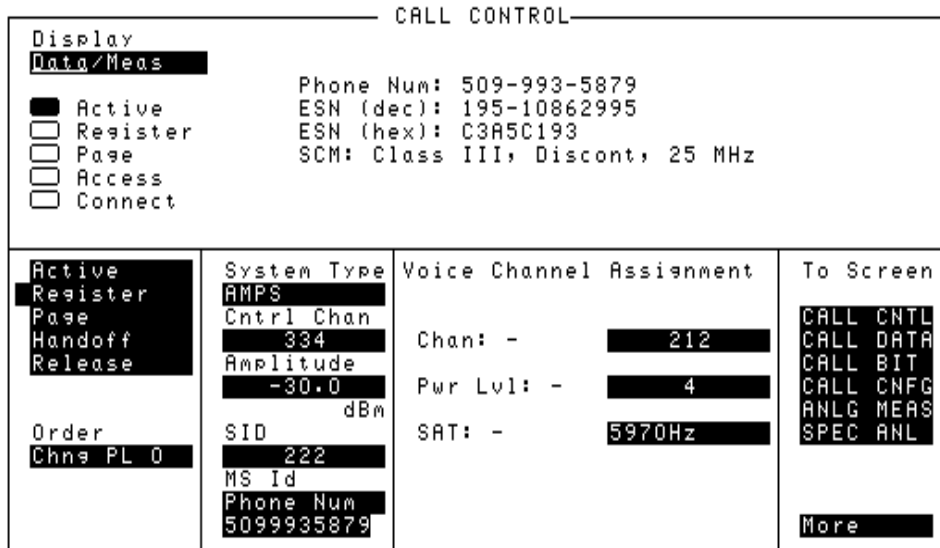 CALL CONTROL
Display
Data/Meas
Active
Register
Page
Access
Connect
Phone Num: 509-993-5879
ESN (dec): 195-10862995
ESN (hex): C3A5C193
SCM: Class III, Discont, 25 MHz
Active
Register
Page
Handoff
Release
Order
Chng PL 0
System Type
AMPS
Cntrl Chan
334
Amplitude
-30.0
dBm
SID
222
MS Id
Phone Num
5099935879
Voice Channel Assignment
Chan: - 212
Pwr Lvl: - 4
SAT: - 5970Hz
To Screen
CALL CNTL
CALL DATA
CALL BIT
CALL CNFG
ANLG MEAS
SPEC ANL
More